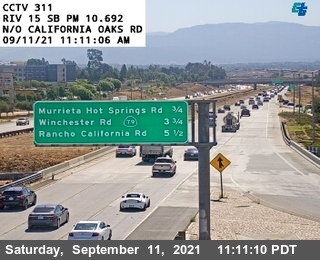 CCTV 311
RIV 15 SB PM 10.692
N/O CALIFORNIA OAKS RD
09/11/21 11:11:06 AM
Murrieta Hot Springs Rd ¾
Winchester Rd 79 3 ¾
Rancho California Rd 5 ½
Saturday, September 11, 2021 11:11:10 PDT